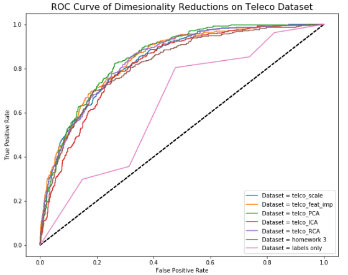 ROC Curve of Dimesionality Reductions on Teleco Dataset
1.0
0.8
0.6
0.4
0.2
0.0
True Positive Rate
Dataset = telco_scale
Dataset = telco_feat_imp
Dataset = telco_PCA
Dataset = telco_ICA
Dataset = telco_RCA
Dataset = homework 3
Dataset = labels only
0.0 0.2 0.4 0.6 0.8 1.0
False Positive Rate